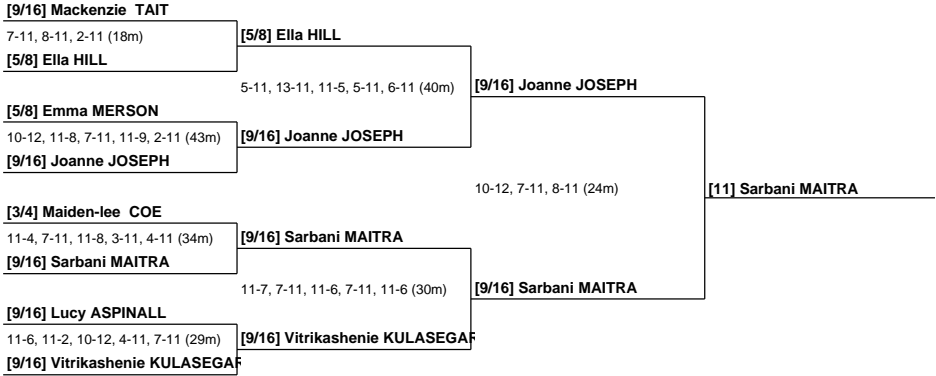 [9/16] Mackenzie  TAIT
7-11, 8-11, 2-11 (18m)
[5/8] Ella HILL
[5/8] Ella HILL
5-11, 13-11, 11-5, 5-11, 6-11 (40m)
[9/16] Joanne JOSEPH
[5/8] Emma MERSON
10-12, 11-8, 7-11, 11-9, 2-11 (43m)
[9/16] Joanne JOSEPH
[9/16] Joanne JOSEPH
10-12, 7-11, 8-11 (24m)
[11] Sarbani MAITRA
[3/4] Maiden-lee  COE
11-4, 7-11, 11-8, 3-11, 4-11 (34m)
[9/16] Sarbani MAITRA
[9/16] Sarbani MAITRA
11-7, 7-11, 11-6, 7-11, 11-6 (30m)
[9/16] Sarbani MAITRA
[9/16] Lucy ASPINALL
11-6, 11-2, 10-12, 4-11, 7-11 (29m)
[9/16] Vitrikashenie KULASEGAR
[9/16] Vitrikashenie KULASEGAR